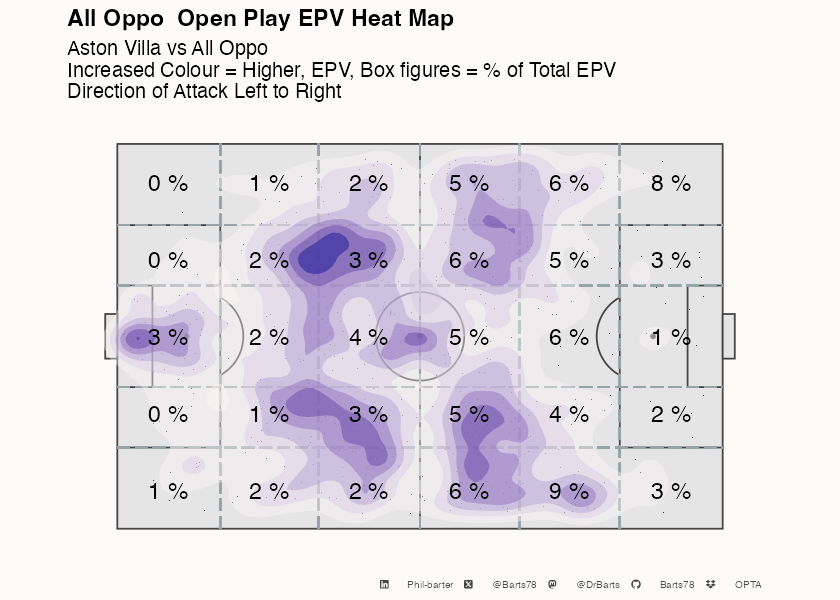 All Oppo  Open Play EPV Heat Map
Aston Villa vs All Oppo
Increased Colour = Higher, EPV, Box figures = % of Total EPV
Direction of Attack Left to Right
0 % 1 % 2 % 5 % 6 % 8 %
0 % 2 % 3 % 6 % 5 % 3 %
3 % 2 % 4 % 5 % 6 % 1 %
0 % 1 % 3 % 5 % 4 % 2 %
1 % 2 % 2 % 6 % 9 % 3 %
Phil-barter @Barts78 @DrBarts Barts78 OPTA